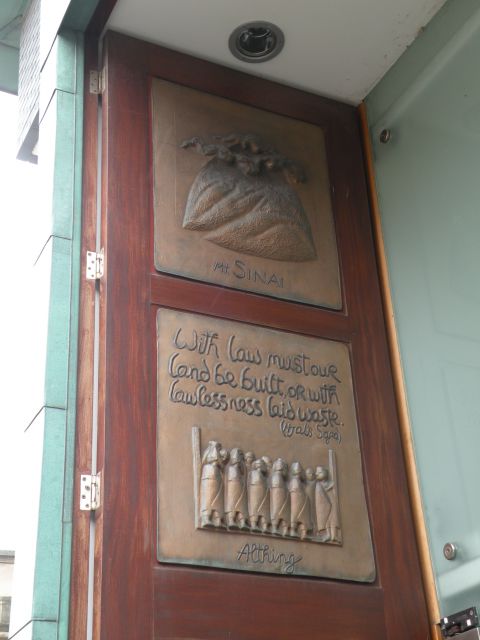 Mt. SINAI
With law must our
land be built, or with
lawlessness laid waste.
(Njal's Saga)
Althing